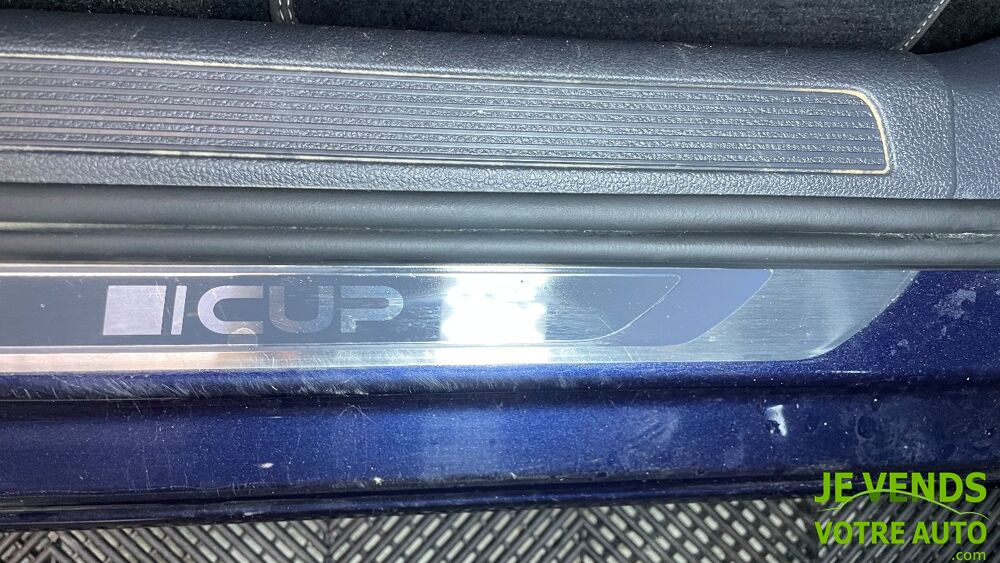 CUP
JE VENDS
VOTRE AUTO
.com